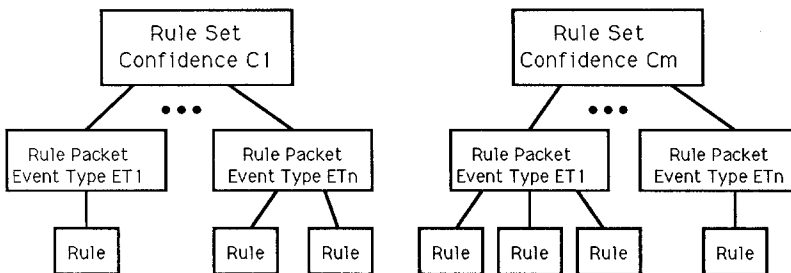 Rule Set
Confidence C1
Rule Set
Confidence Cm
•••
•••
Rule Packet
Event Type ET1
Rule Packet
Event Type ETn
Rule Packet
Event Type ET1
Rule Packet
Event Type ETn
Rule
Rule
Rule
Rule
Rule
Rule
Rule